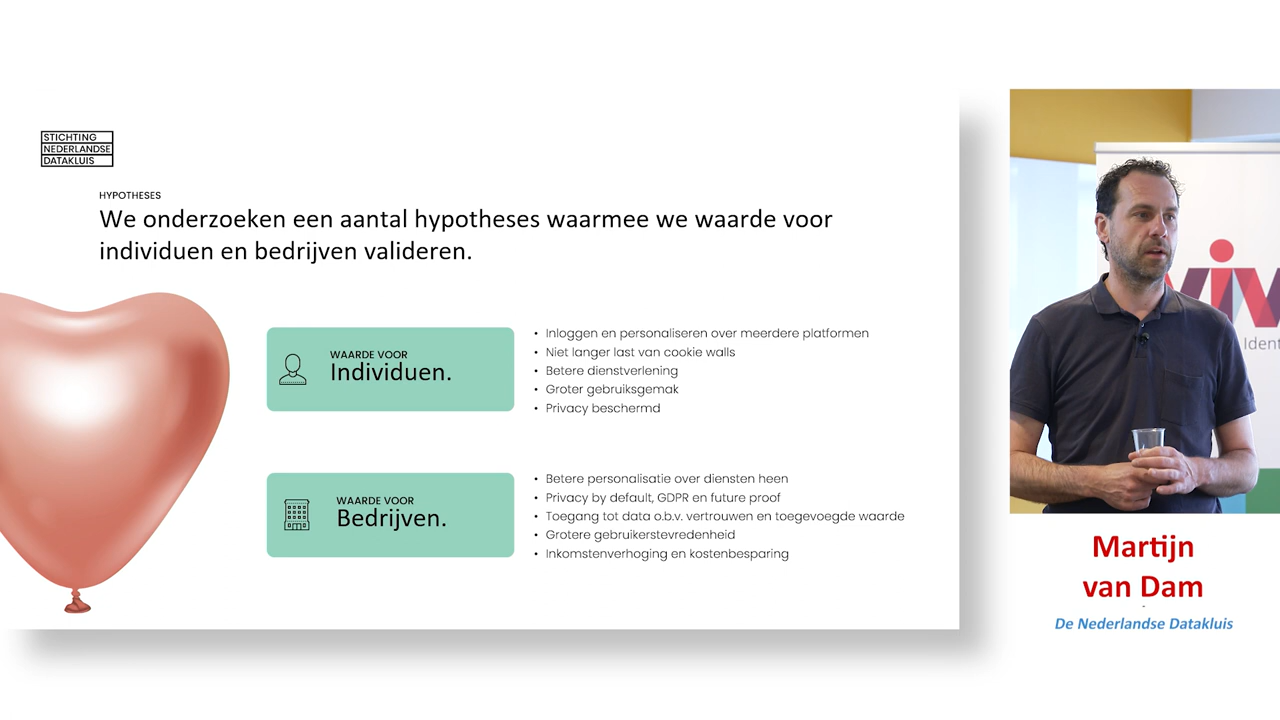 STICHTING
NEDERLANDSE
DATAKLUIS
HYPOTHESES
We onderzoeken een aantal hypotheses waarmee we waarde voor
individuen en bedrijven valideren.
WAARDE VOOR
Individuen.
• Inloggen en personaliseren over meerdere platformen
• Niet langer last van cookie walls
• Betere dienstverlening
• Groter gebruiksgemak
• Privacy beschermd
WAARDE VOOR
Bedrijven.
• Betere personalisatie over diensten heen
• Privacy by default, GDPR en future proof
• Toegang tot data o.b.v. vertrouwen en toegevoegde waarde
• Grotere gebruikerstevredenheid
• Inkomstenverhoging en kostenbesparing
Martijn
van Dam
De Nederlandse Datakluis